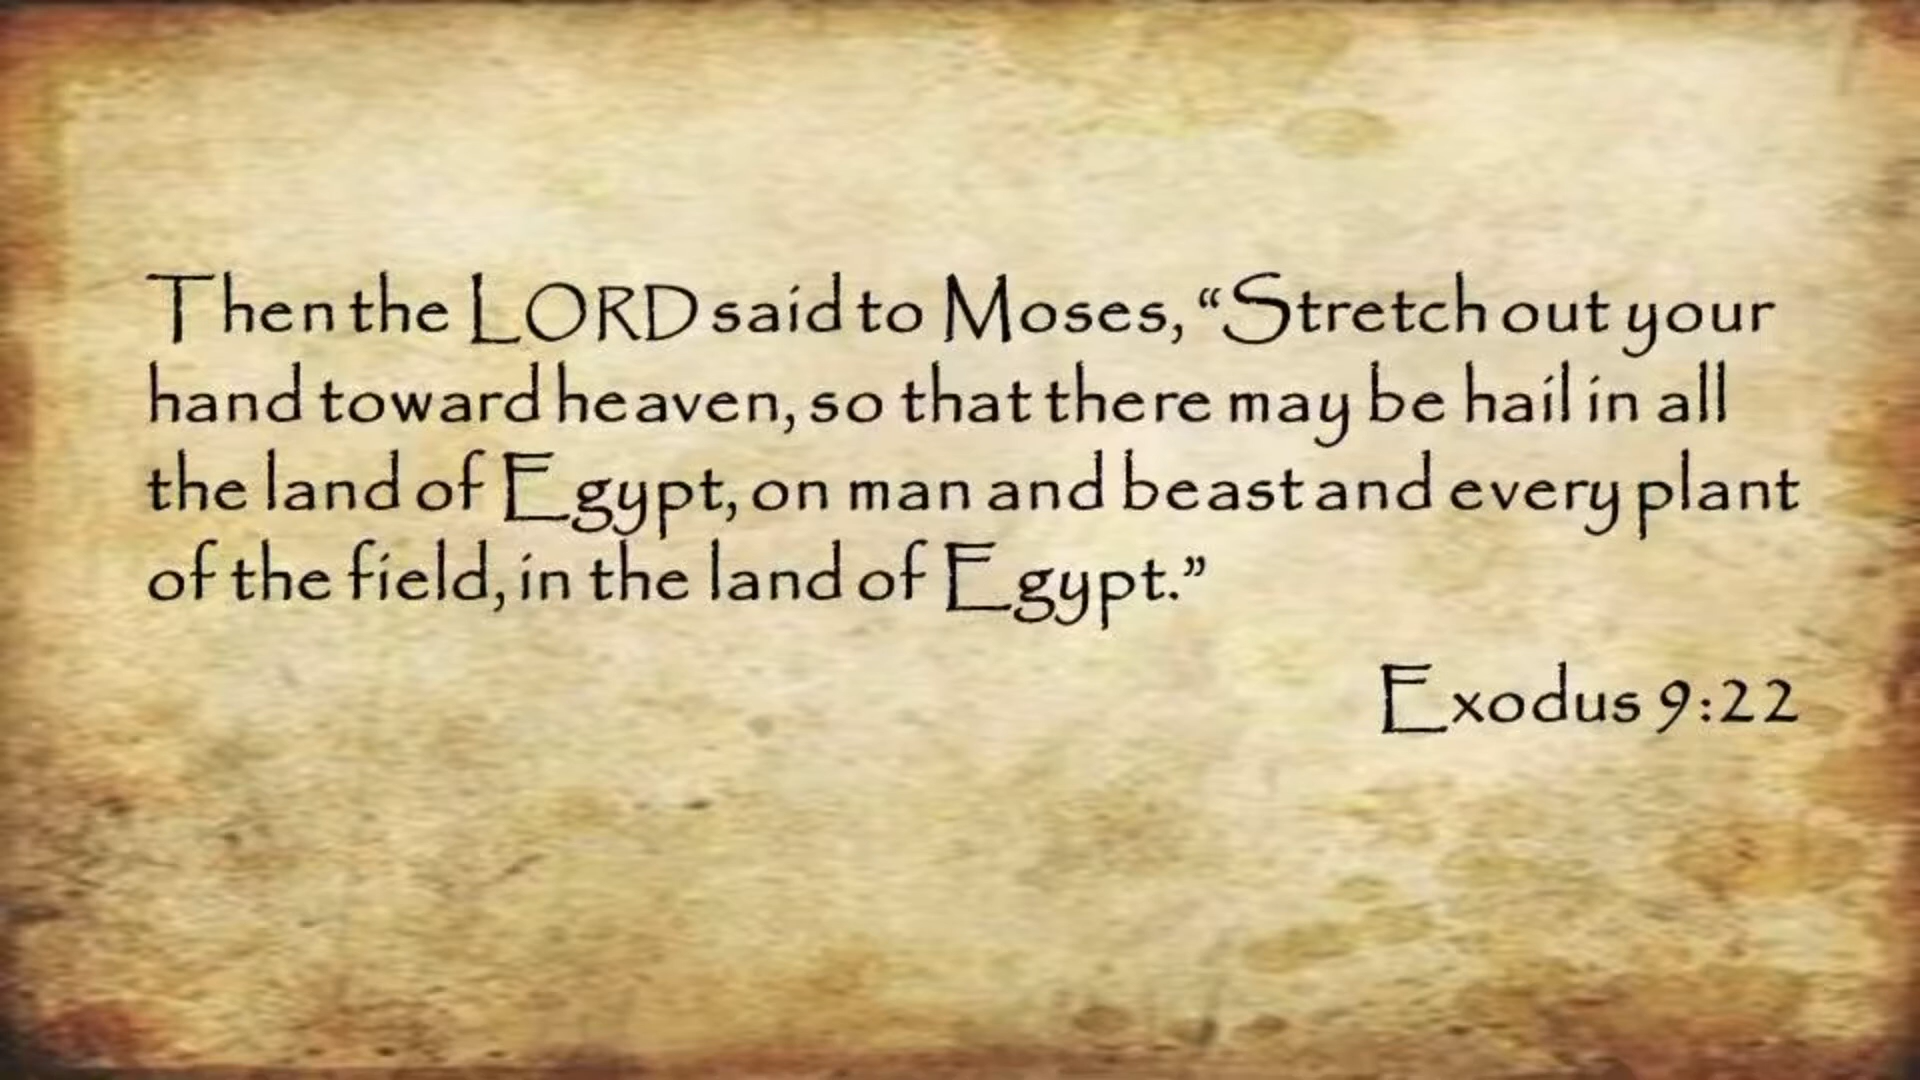 Then the LORD said to Moses, “Stretch out your
hand toward heaven, so that there may be hail in all
the land of Egypt, on man and beast and every plant
of the field, in the land of Egypt.”
Exodus 9:22